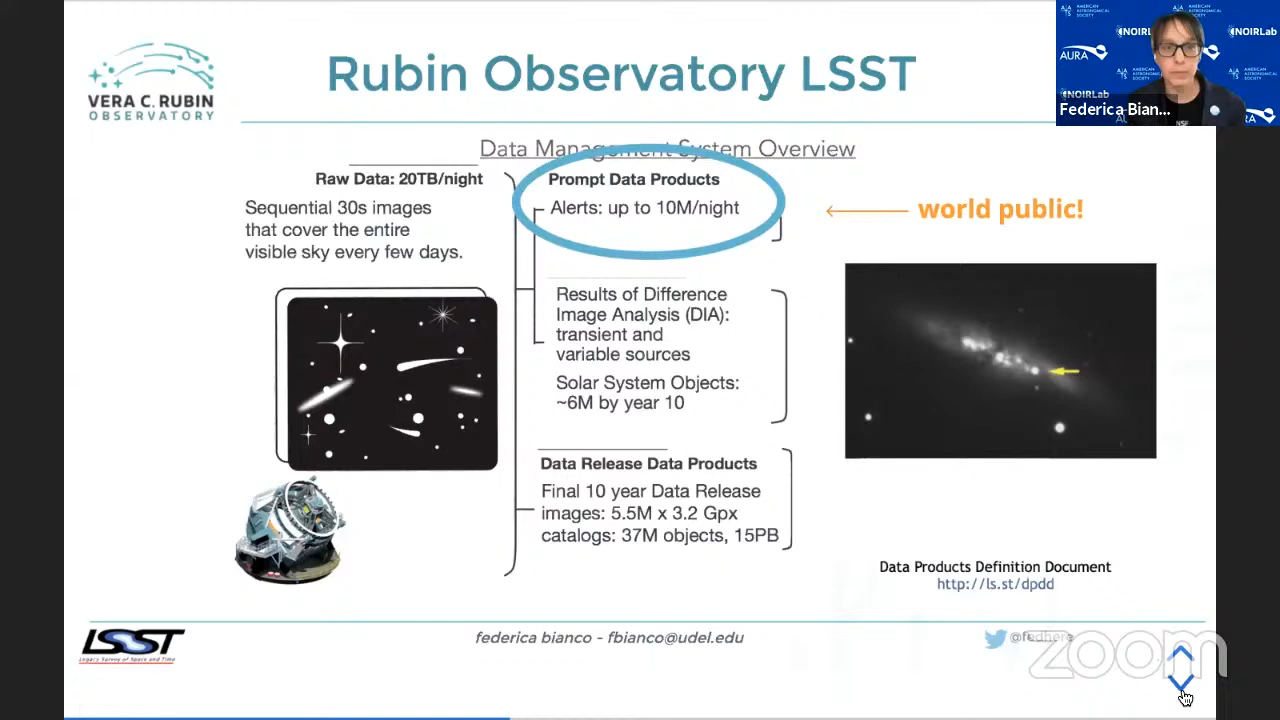 VERA C. RUBIN
OBSERVATORY
Rubin Observatory LSST
Data Management System Overview
Raw Data: 20TB/night
Sequential 30s images
that cover the entire
visible sky every few days.
Prompt Data Products
Alerts: up to 10M/night
world public!
Results of Difference
Image Analysis (DIA):
transient and
variable sources
Solar System Objects:
~6M by year 10
Data Release Data Products
Final 10 year Data Release
images: 5.5M x 3.2 Gpx
catalogs: 37M objects, 15PB
Data Products Definition Document
http://ls.st/dpdd
LSST
Legacy Survey of Space and Time
federica bianco - fbianco@udel.edu
@fedhere
zoom
AMERICAN
ASTRONOMICAL
SOCIETY
NOIRLab
AURA
NOIRLab
Federica Bian...
NSF